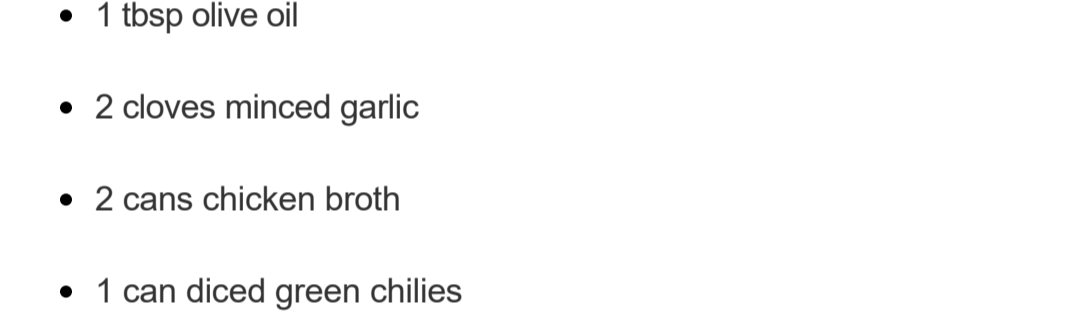 • 1 tbsp olive oil
• 2 cloves minced garlic
• 2 cans chicken broth
• 1 can diced green chilies